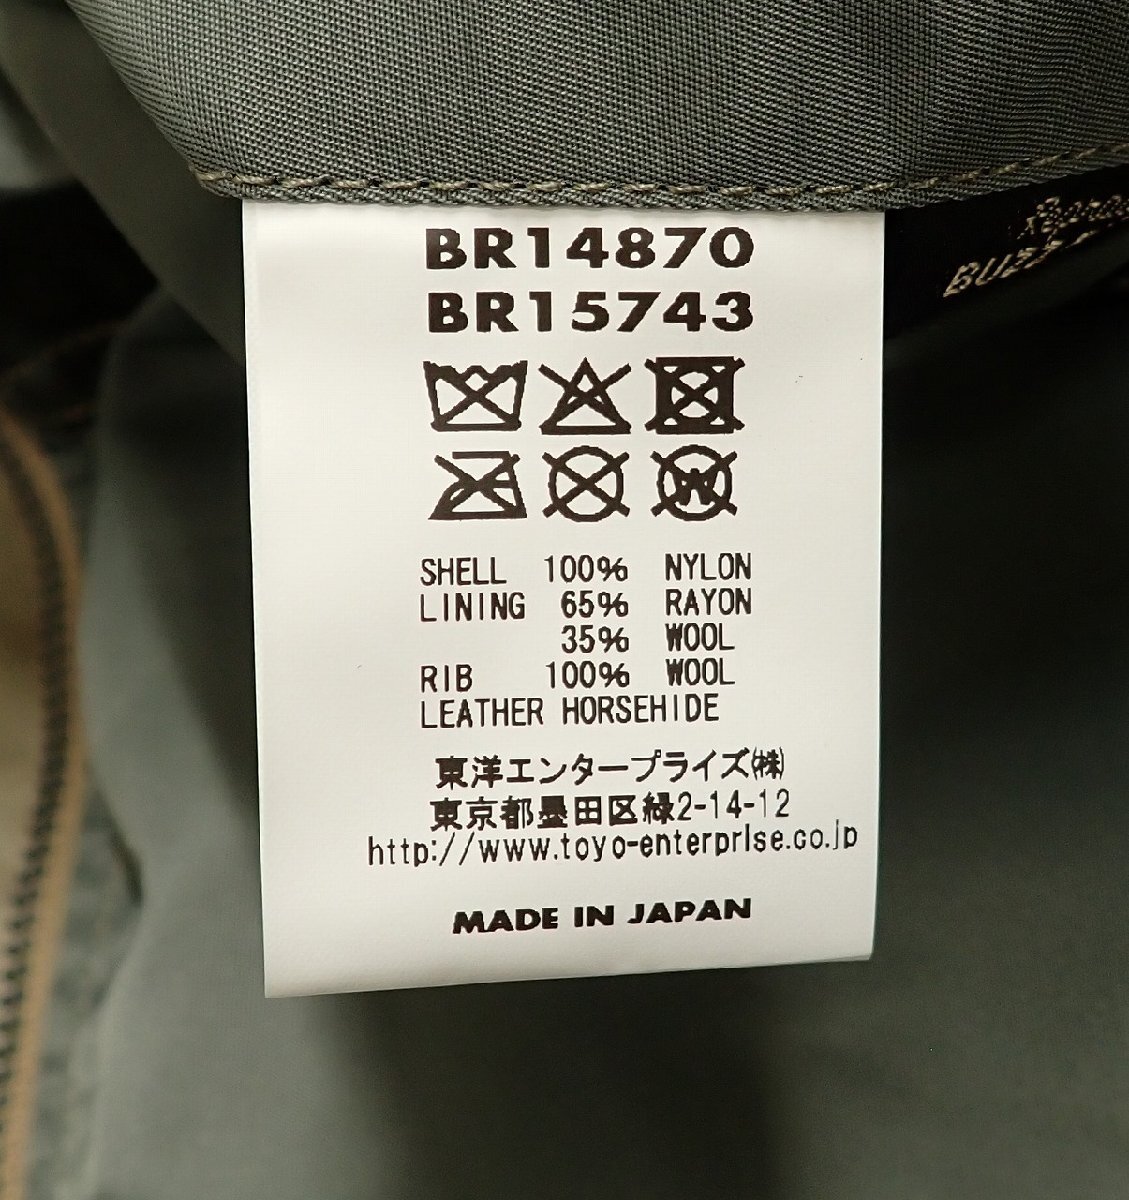 BR14870
BR15743
SHELL 100% NYLON
LINING 65% RAYON
35% WOOL
RIB 100% WOOL
LEATHER HORSEHIDE
東洋エンタープライズ㈱
東京都墨田区緑2-14-12
http://www.toyo-enterprise.co.jp
MADE IN JAPAN